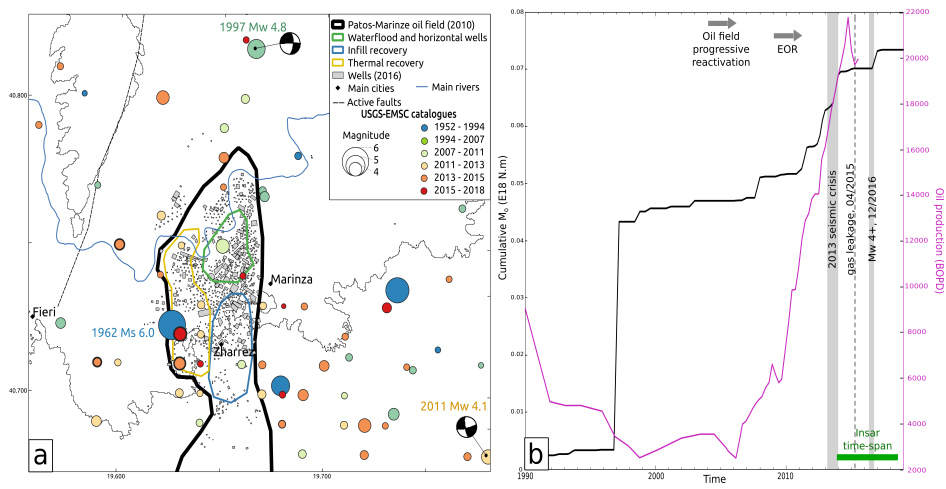 1997 Mw 4.8
Patos-Marinze oil field (2010)
Waterflood and horizontal wells
Infill recovery
Thermal recovery
Wells (2016)
Main cities
Main rivers
Active faults
USGS-EMSC catalogues
Magnitude
6
5
4
1952 - 1994
1994 - 2007
2007 - 2011
2011 - 2013
2013 - 2015
2015 - 2018
40.800
Marinza
Fieri
1962 Ms 6.0
Zharrez
40.700
2011 Mw 4.1
a
19.600
19.700
0.08
0.07
0.06
0.05
0.04
0.03
0.02
0.01
0
Cumulative M₀ (E18 N.m)
Oil field
progressive
reactivation
EOR
2013 seismic crisis
gas leakage, 04/2015
Mw 4+, 12/2016
Insar
time-span
b
1990
2000
2010
Time
22000
20000
18000
16000
14000
12000
10000
8000
6000
4000
2000
Oil production (BOPD)